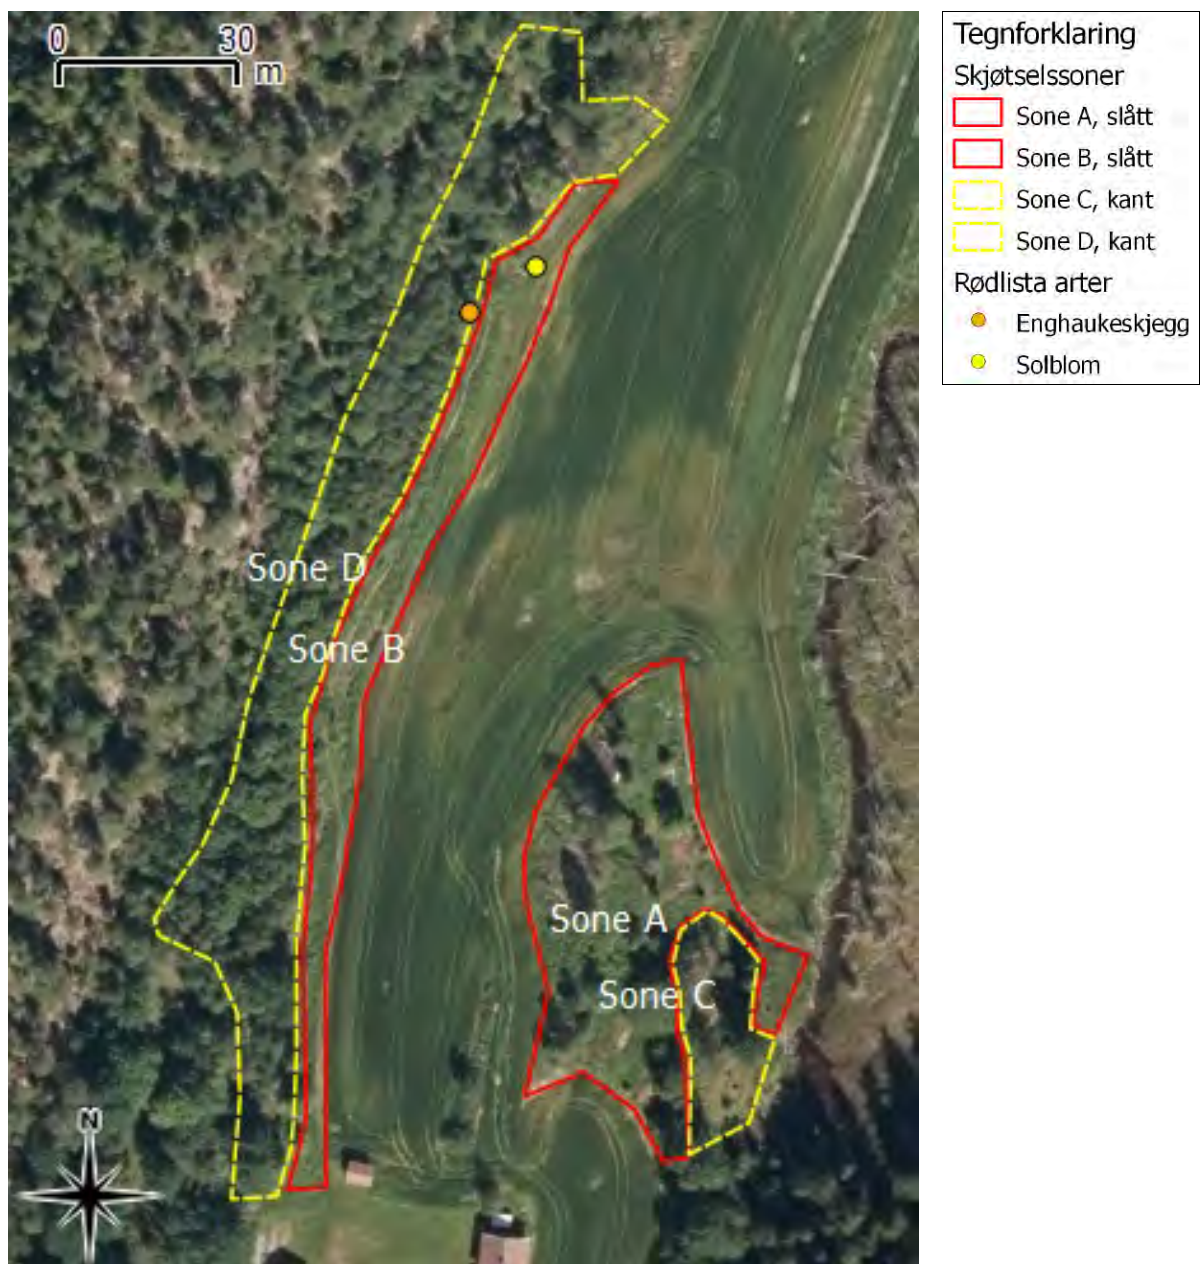 0 30
m
Sone D
Sone B
Sone A
Sone C
N
Tegnforklaring
Skjøtselssoner
Sone A, slått
Sone B, slått
Sone C, kant
Sone D, kant
Rødlista arter
Enghaukeskjegg
Solblom